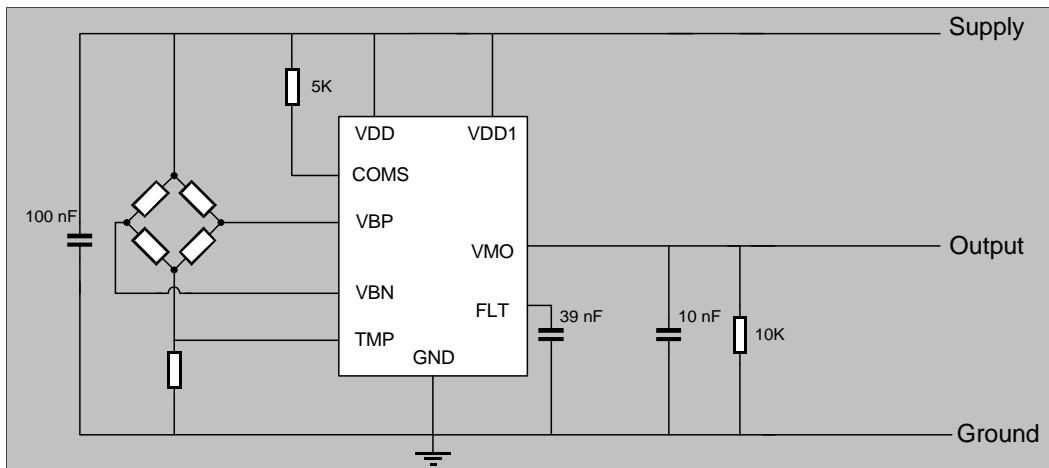 Supply
5K
VDD
VDD1
COMS
100 nF
VBP
VMO
Output
VBN
FLT
39 nF
10 nF
10K
TMP
GND
Ground